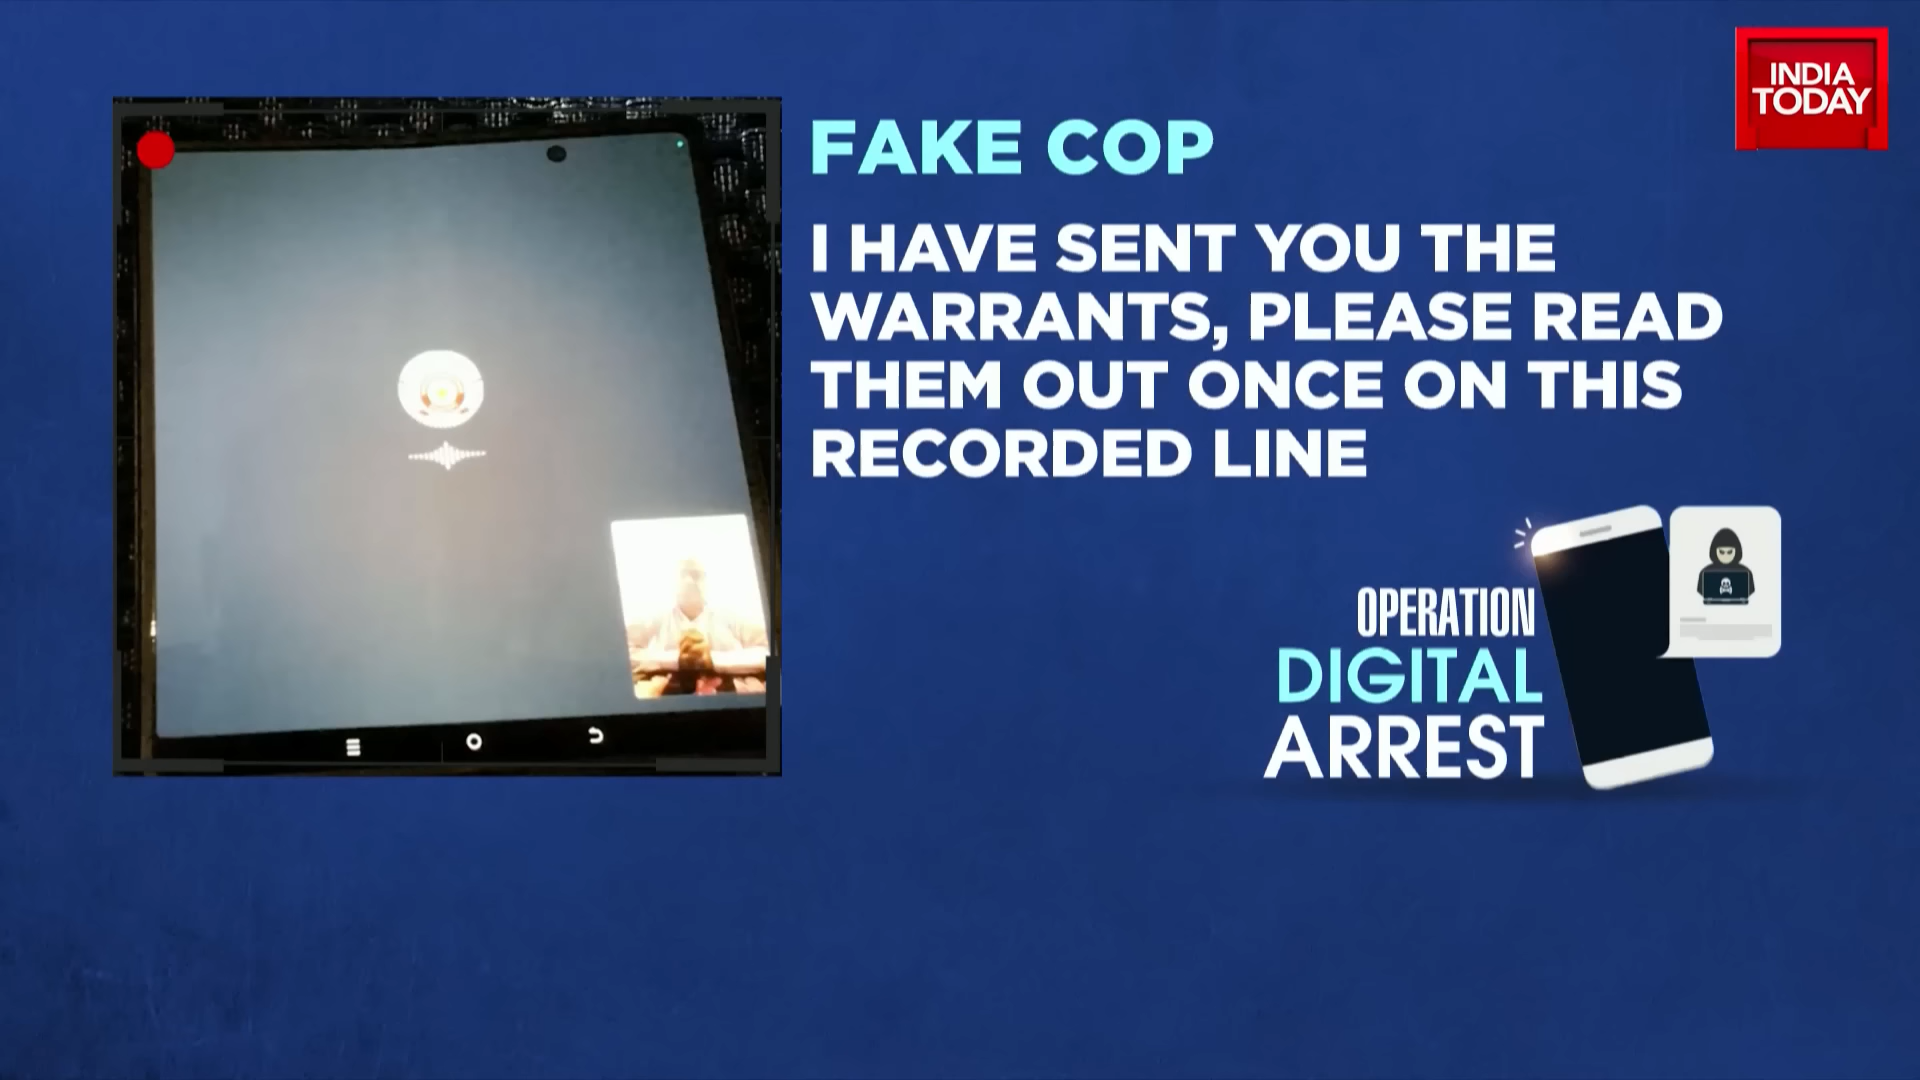 INDIA
TODAY
FAKE COP
I HAVE SENT YOU THE
WARRANTS, PLEASE READ
THEM OUT ONCE ON THIS
RECORDED LINE
OPERATION
DIGITAL
ARREST